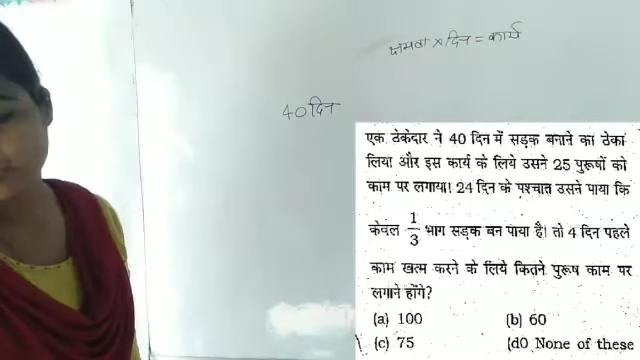 क्षमता × दिन = कार्य
40 दिन
एक ठेकेदार ने 40 दिन में सड़क बनाने का ठेका
लिया और इस कार्य के लिये उसने 25 पुरूषों को
काम पर लगाया। 24 दिन के पश्चात उसने पाया कि
केवल 1/3 भाग सड़क बन पाया है। तो 4 दिन पहले
काम खत्म करने के लिये कितने पुरूष काम पर
लगाने होंगे?
(a) 100 (b) 60
(c) 75 (d0 None of these